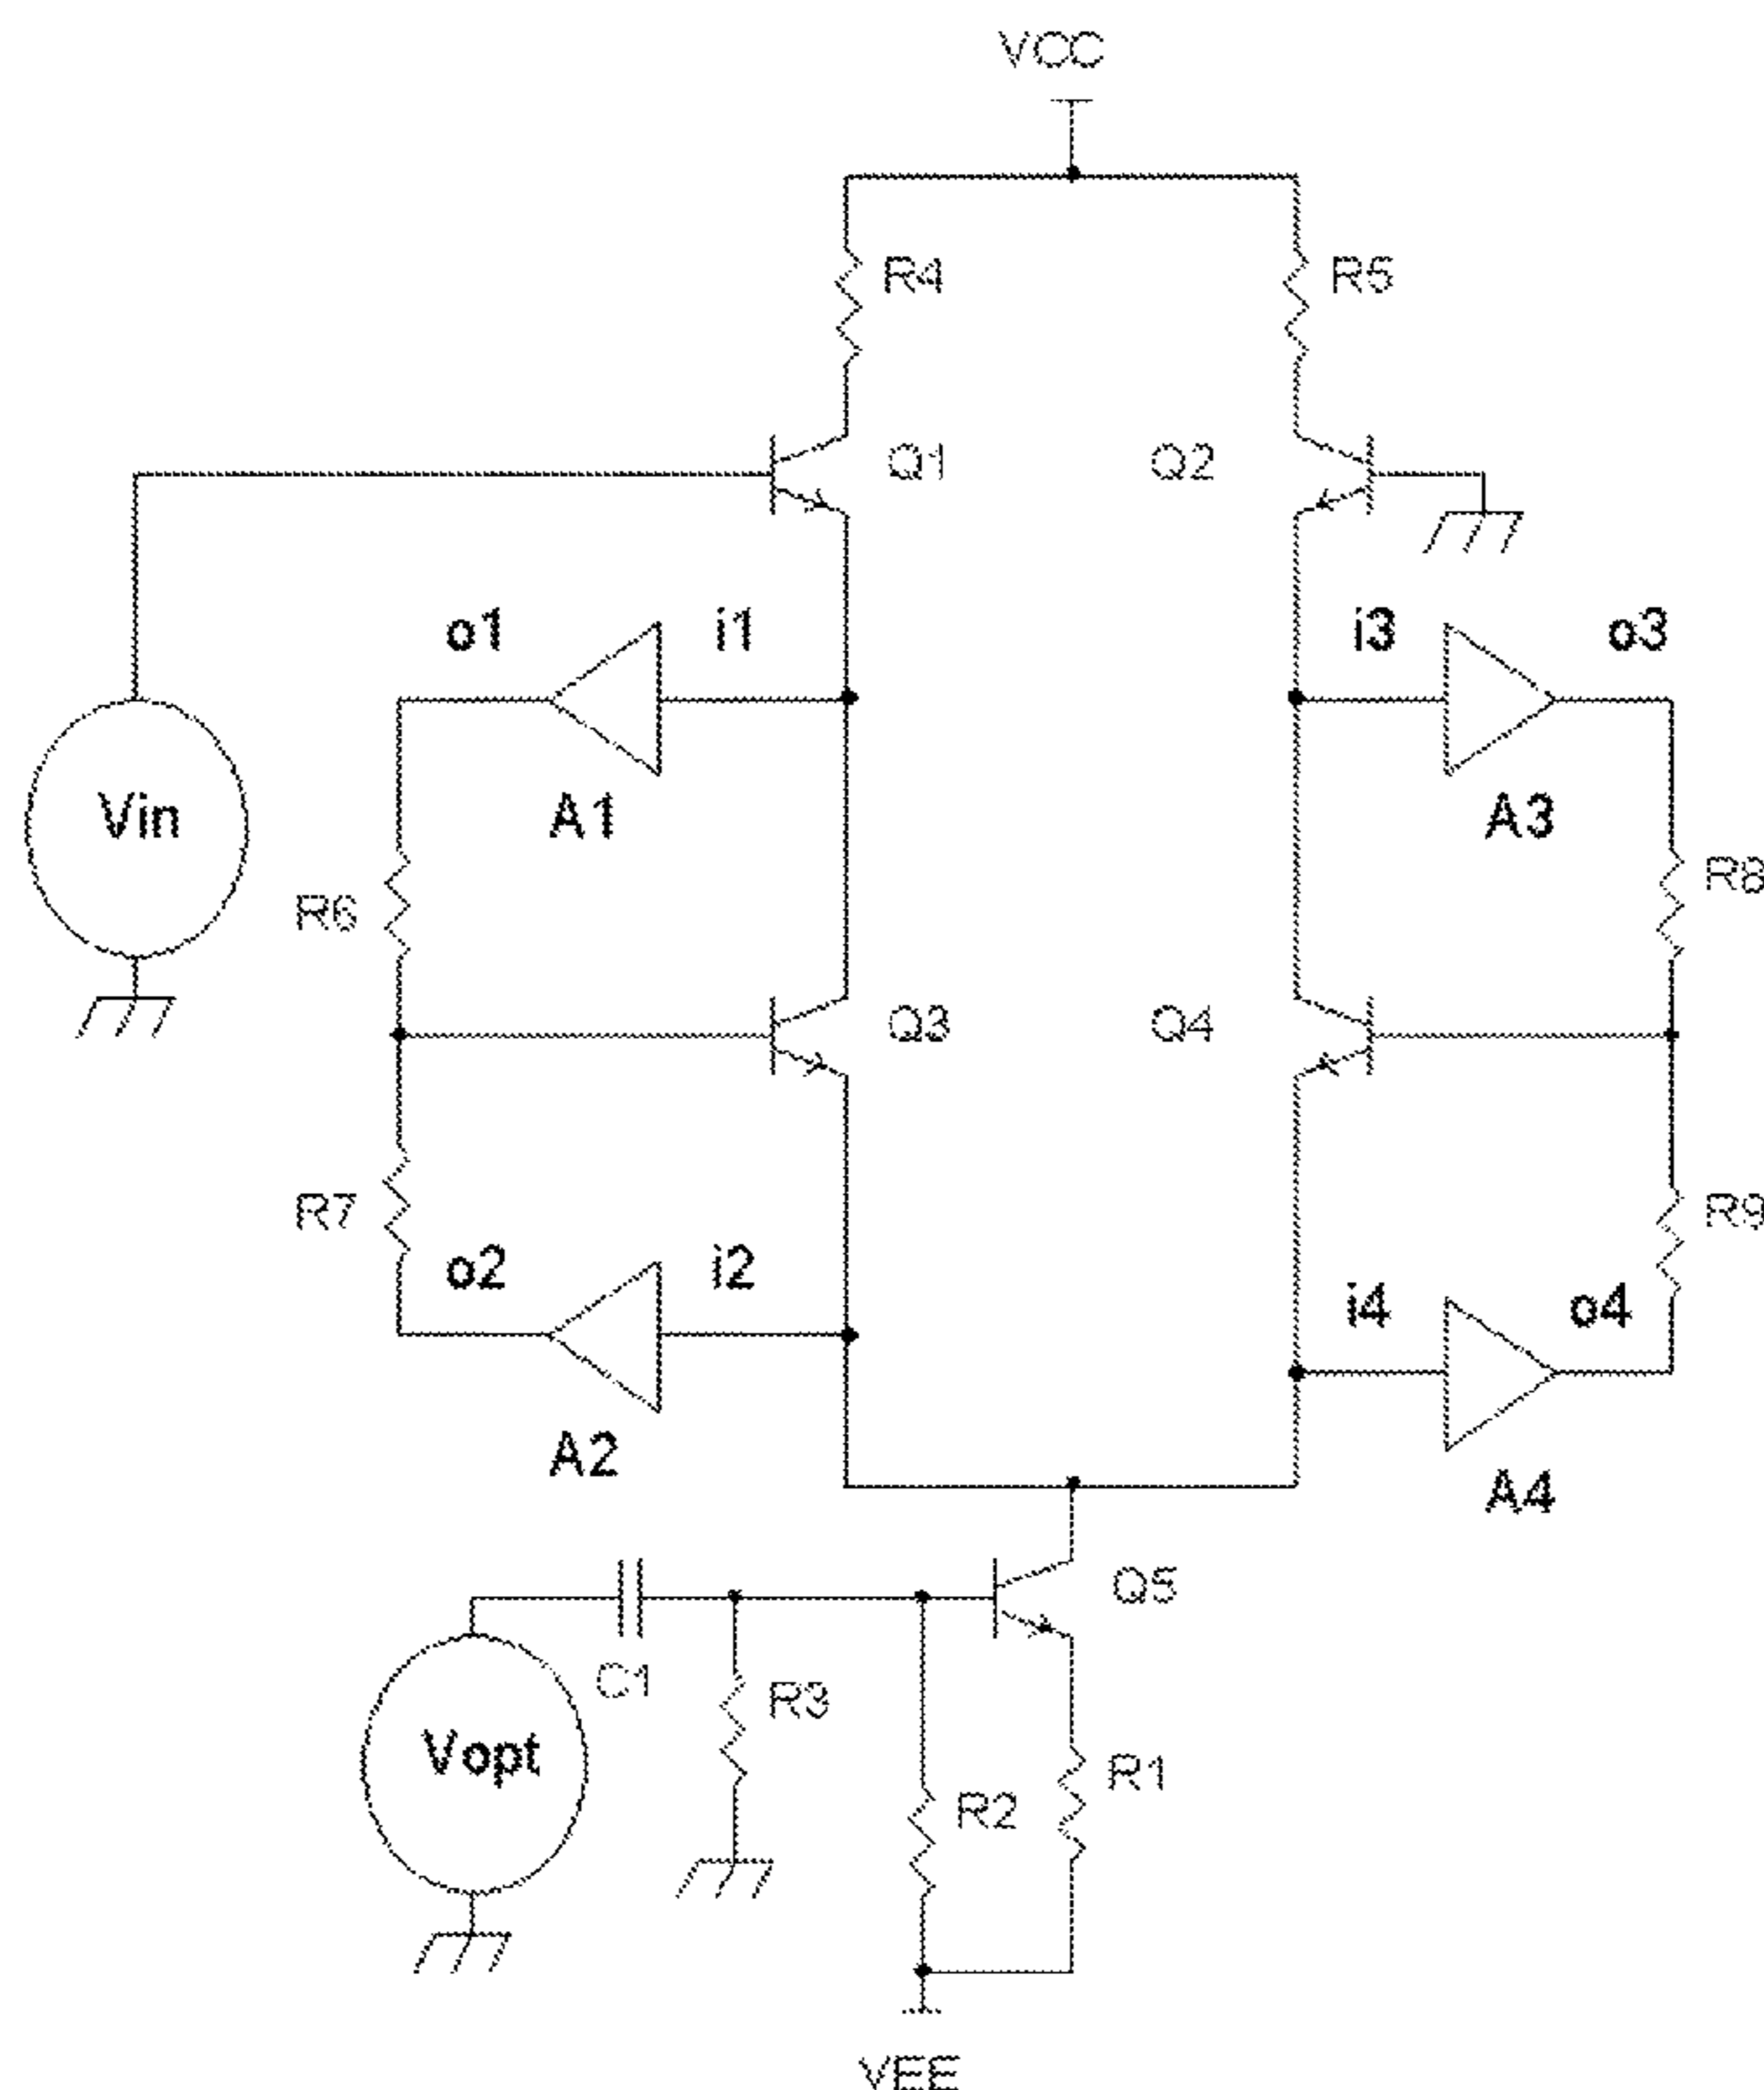 VCC
R4
R5
Q1
Q2
o1
i1
i3
o3
Vin
A1
A3
R6
R8
Q3
Q4
R7
R9
o2
i2
i4
o4
A2
A4
Q5
C1
R3
Vopt
R1
R2
VEE